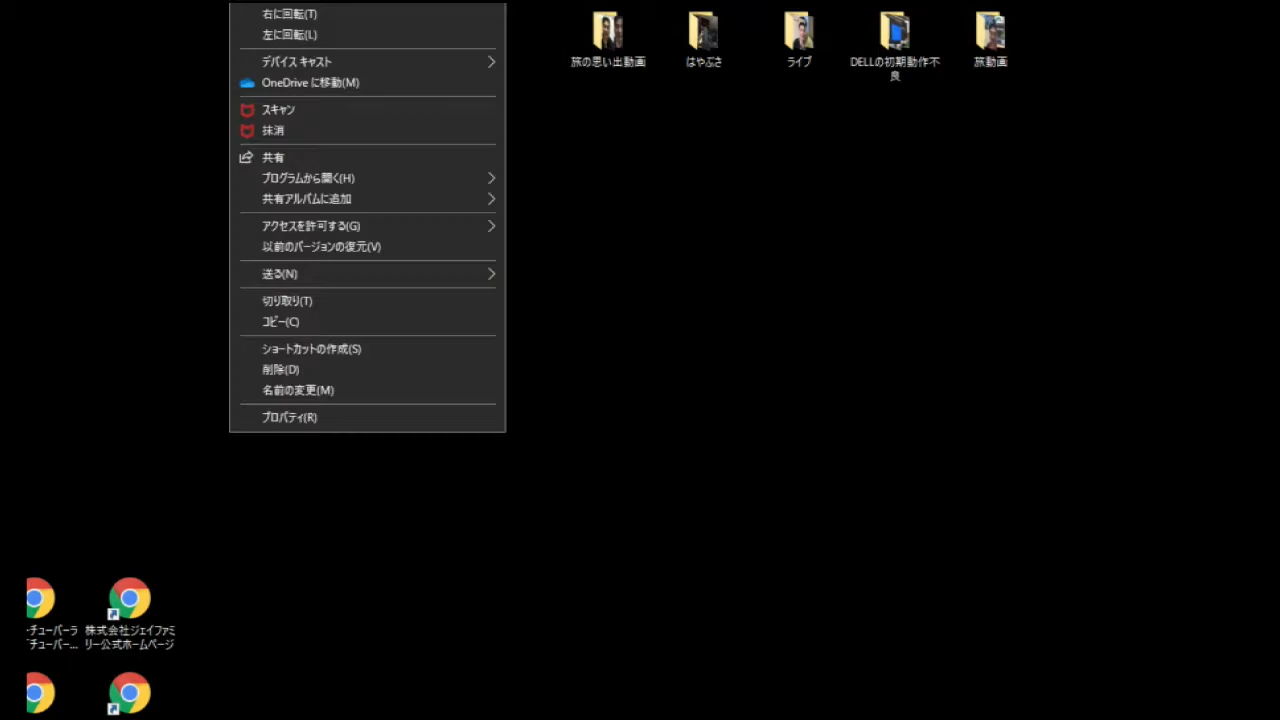 右に回転(T)
左に回転(L)
デバイス キャスト
OneDrive に移動(M)
スキャン
抹消
共有
プログラムから開く(H)
共有アルバムに追加
アクセスを許可する(G)
以前のバージョンの復元(V)
送る(N)
切り取り(T)
コピー(C)
ショートカットの作成(S)
削除(D)
名前の変更(M)
プロパティ(R)
旅の思い出動画
はやぶさ
ライブ
DELLの初期動作不
良
旅動画
チューバーラ
チューバー...
株式会社ジェイファミ
リー公式ホームページ